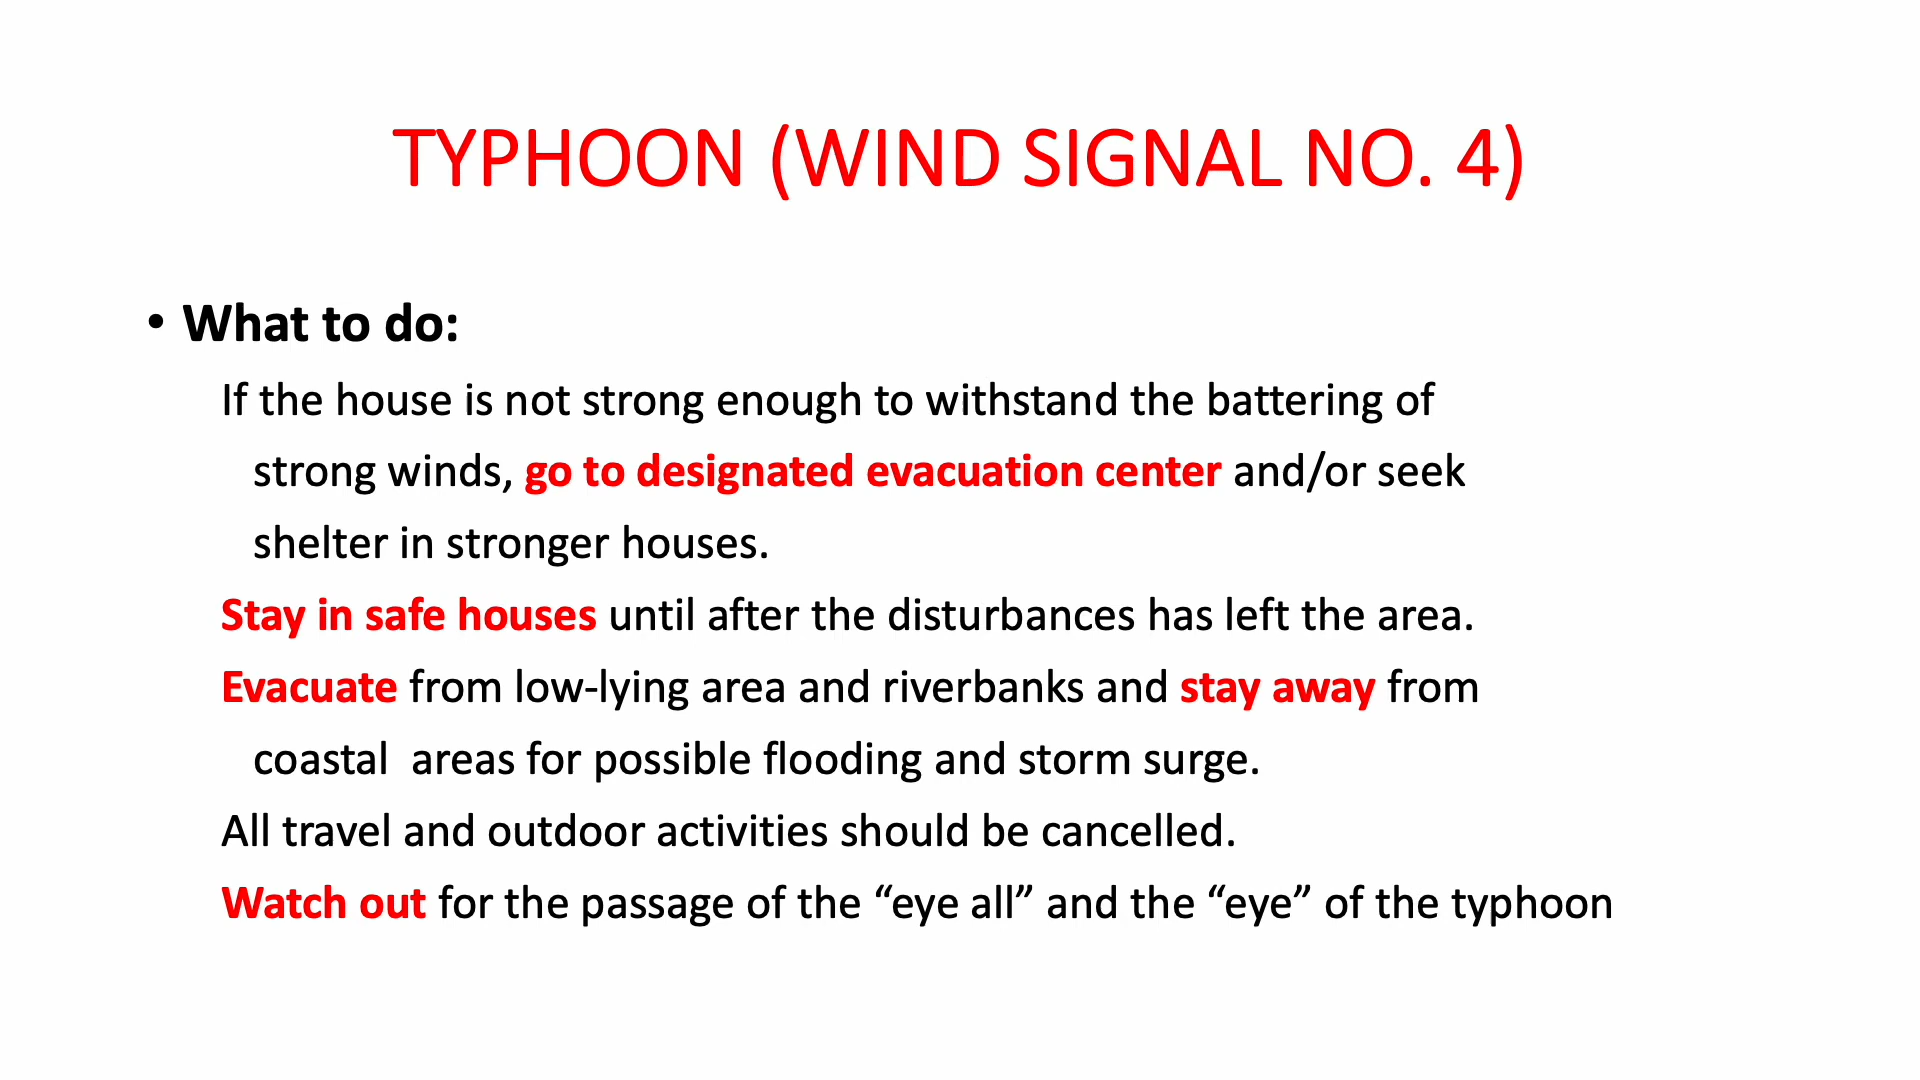 TYPHOON (WIND SIGNAL NO. 4)
• What to do:
If the house is not strong enough to withstand the battering of
strong winds, go to designated evacuation center and/or seek
shelter in stronger houses.
Stay in safe houses until after the disturbances has left the area.
Evacuate from low-lying area and riverbanks and stay away from
coastal  areas for possible flooding and storm surge.
All travel and outdoor activities should be cancelled.
Watch out for the passage of the “eye all” and the “eye” of the typhoon